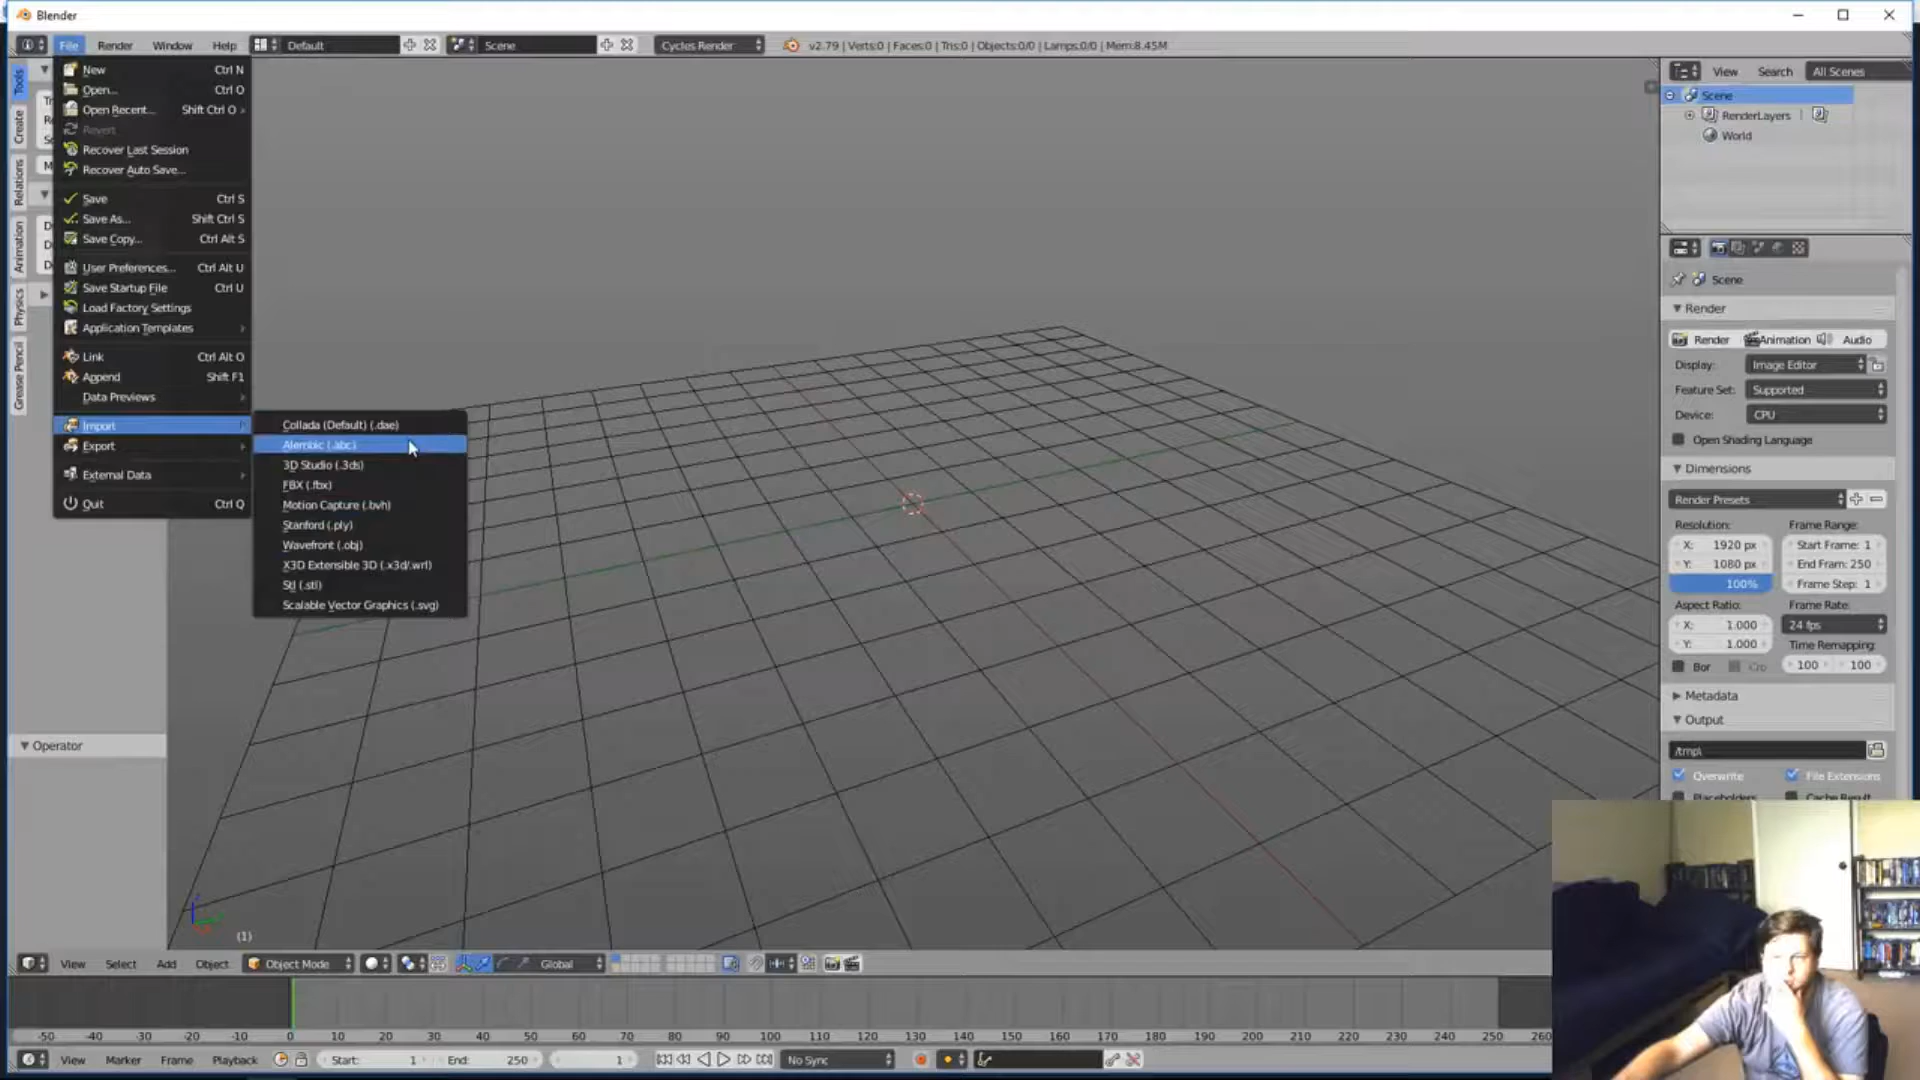 Blender
File Render Window Help Default Scene Cycles Render v2.79 | Verts:0 | Faces:0 | Tris:0 | Objects:0/0 | Lamps:0/0 | Mem:8.45M
New Ctrl N
Open... Ctrl O
Open Recent... Shift Ctrl O
Revert
Recover Last Session
Recover Auto Save...
Save Ctrl S
Save As... Shift Ctrl S
Save Copy... Ctrl Alt S
User Preferences... Ctrl Alt U
Save Startup File Ctrl U
Load Factory Settings
Application Templates
Link Ctrl Alt O
Append Shift F1
Data Previews
Import
Export
External Data
Quit Ctrl Q
Collada (Default) (.dae)
Alembic (.abc)
3D Studio (.3ds)
FBX (.fbx)
Motion Capture (.bvh)
Stanford (.ply)
Wavefront (.obj)
X3D Extensible 3D (.x3d/.wrl)
Stl (.stl)
Scalable Vector Graphics (.svg)
Tools
Create
Relations
Animation
Physics
Grease Pencil
Operator
(1)
View Search All Scenes
Scene
RenderLayers
World
Scene
Render
Render Animation Audio
Display: Image Editor
Feature Set: Supported
Device: CPU
Open Shading Language
Dimensions
Render Presets
Resolution: Frame Range:
X: 1920 px Start Frame: 1
Y: 1080 px End Fram: 250
100% Frame Step: 1
Aspect Ratio: Frame Rate:
X: 1.000 24 fps
Y: 1.000 Time Remapping:
Bor Cro 100 100
Metadata
Output
/tmp\
Overwrite File Extensions
Placeholders Cache Result
View Select Add Object Object Mode Global
-50 -40 -30 -20 -10 0 10 20 30 40 50 60 70 80 90 100 110 120 130 140 150 160 170 180 190 200 210 220 230 240 250 260
View Marker Frame Playback Start: 1 End: 250 1 No Sync